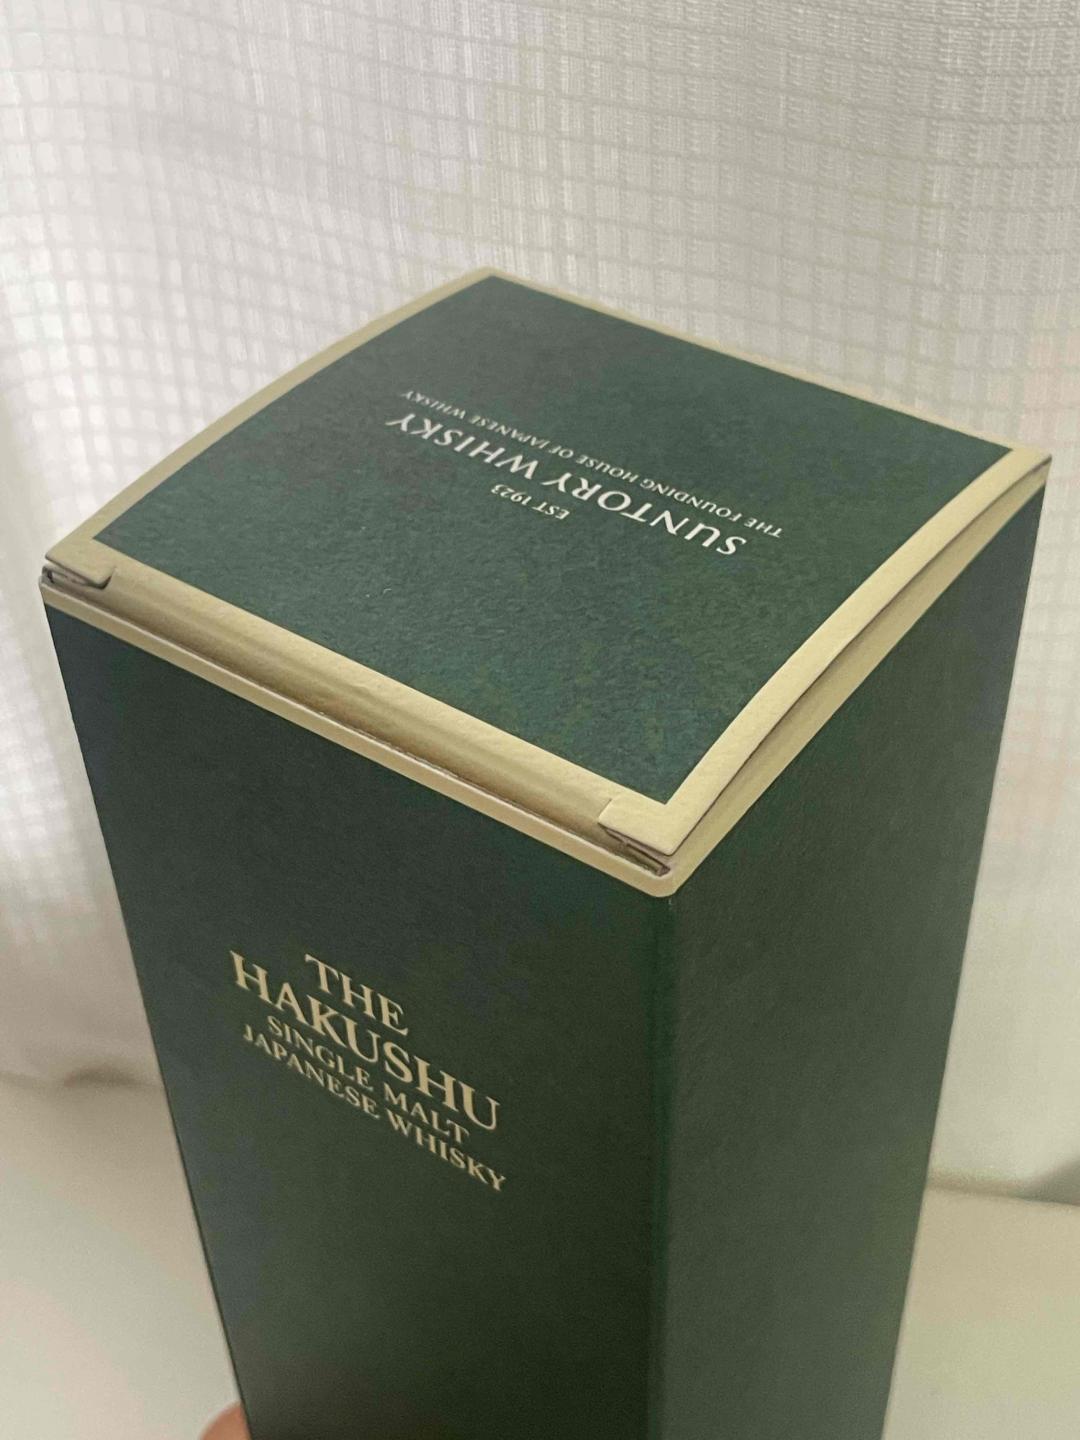 EST 1923
SUNTORY WHISKY
THE FOUNDING HOUSE OF JAPANESE WHISKY
THE
HAKUSHU
SINGLE MALT
JAPANESE WHISKY